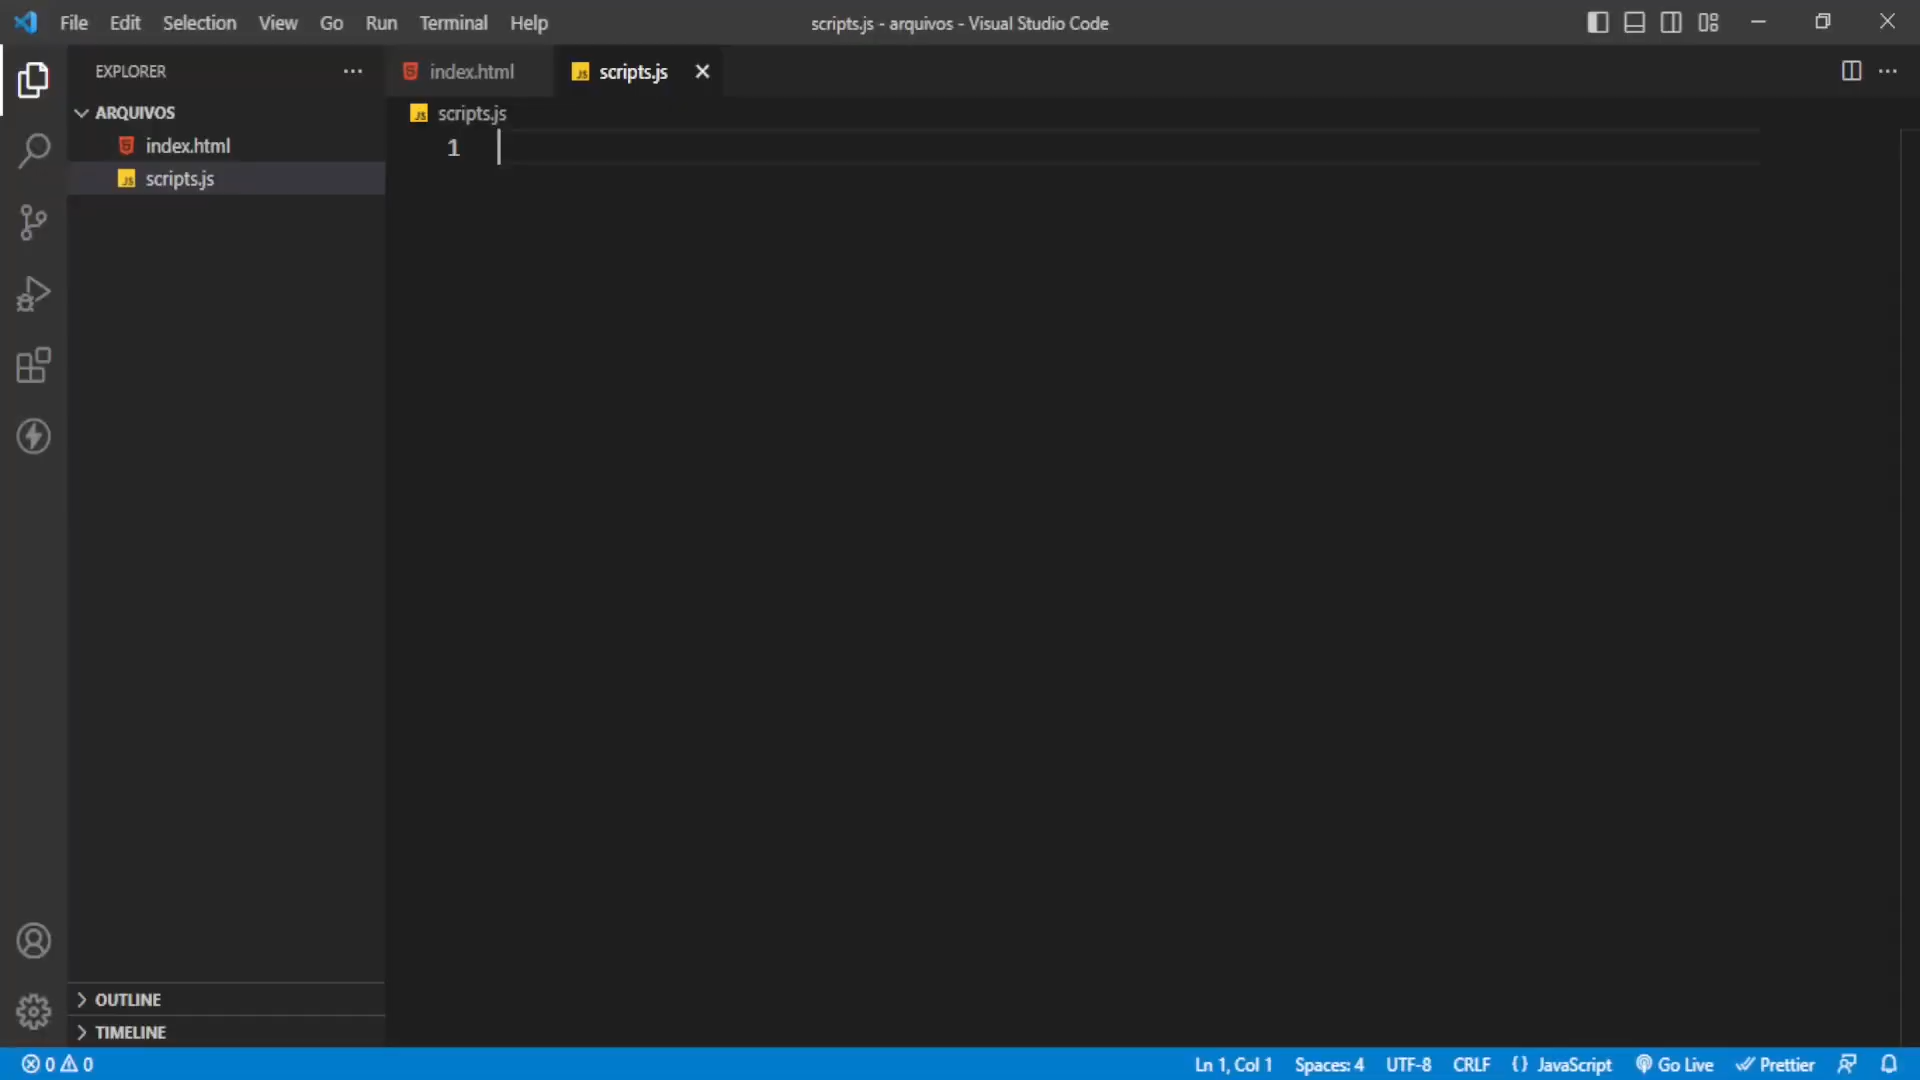 File Edit Selection View Go Run Terminal Help
scripts.js - arquivos - Visual Studio Code
EXPLORER
ARQUIVOS
index.html
scripts.js
OUTLINE
TIMELINE
index.html
JS scripts.js
JS scripts.js
1
0 0
Ln 1, Col 1 Spaces: 4 UTF-8 CRLF {} JavaScript Go Live Prettier